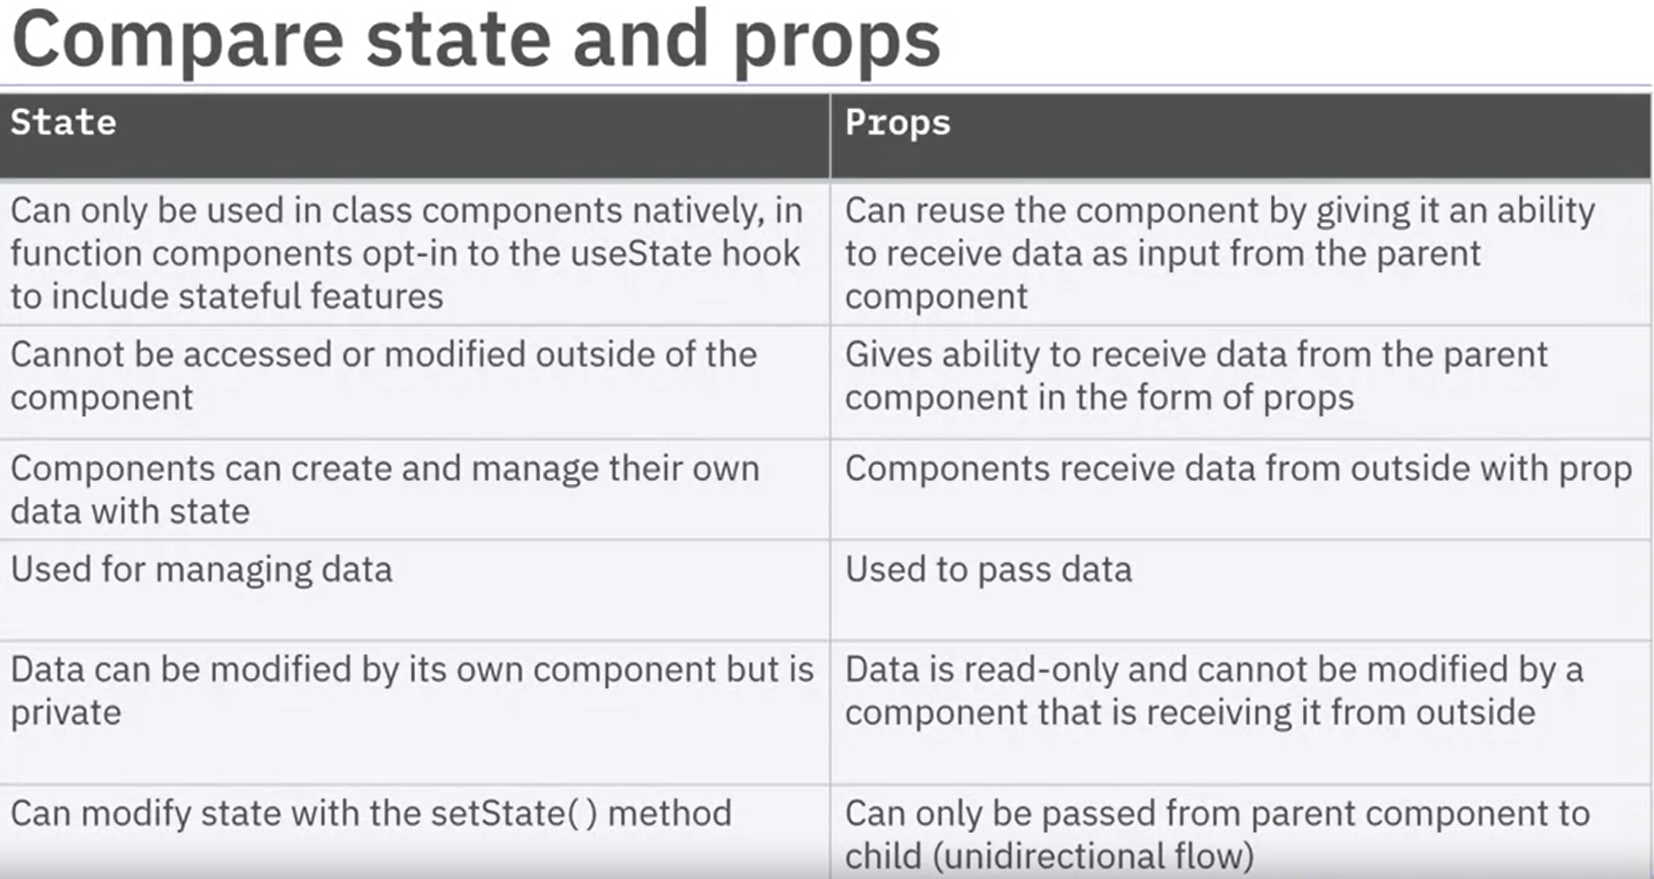 Compare state and props
State
Props
Can only be used in class components natively, in
function components opt-in to the useState hook
to include stateful features
Can reuse the component by giving it an ability
to receive data as input from the parent
component
Cannot be accessed or modified outside of the
component
Gives ability to receive data from the parent
component in the form of props
Components can create and manage their own
data with state
Components receive data from outside with prop
Used for managing data
Used to pass data
Data can be modified by its own component but is
private
Data is read-only and cannot be modified by a
component that is receiving it from outside
Can modify state with the setState( ) method
Can only be passed from parent component to
child (unidirectional flow)